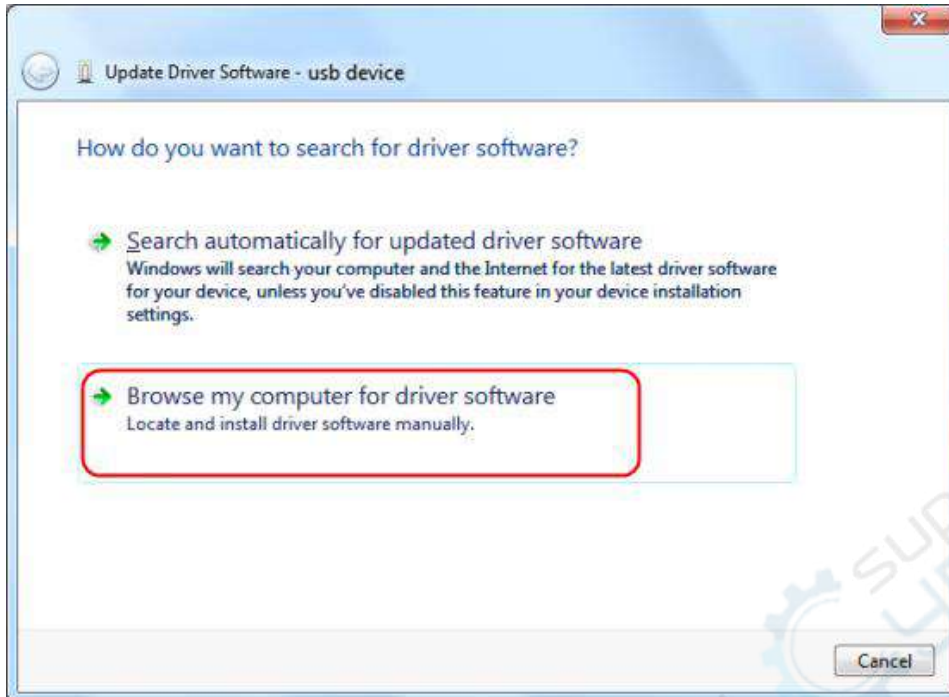 Update Driver Software - usb device
How do you want to search for driver software?
Search automatically for updated driver software
Windows will search your computer and the Internet for the latest driver software
for your device, unless you've disabled this feature in your device installation
settings.
Browse my computer for driver software
Locate and install driver software manually.
Cancel